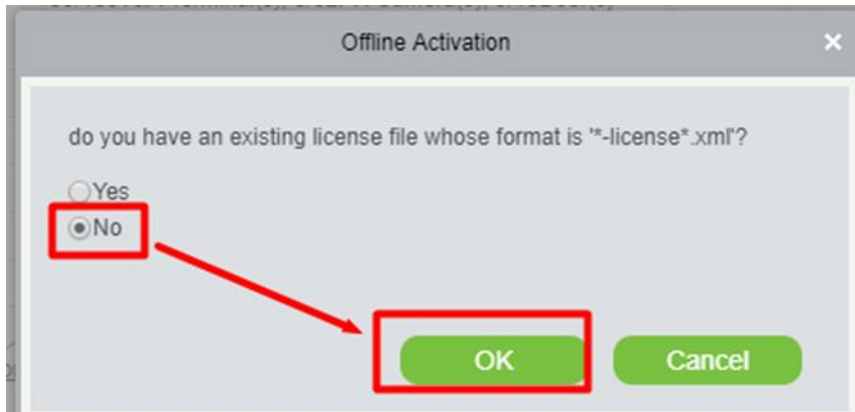 Offline Activation
do you have an existing license file whose format is '*-license*.xml'?
Yes
No
OK
Cancel